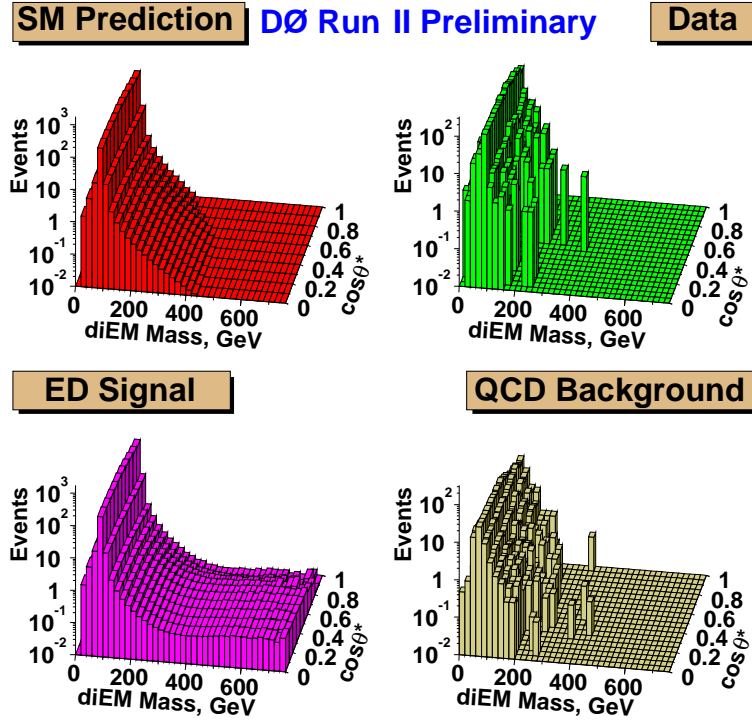 SM Prediction DØ Run II Preliminary Data
Events
10³
10²
10
1
10⁻¹
10⁻²
0 200 400 600
diEM Mass, GeV
0 0.2 0.4 0.6 0.8 1
cosθ*
Events
10²
10
1
10⁻¹
10⁻²
0 200 400 600
diEM Mass, GeV
0 0.2 0.4 0.6 0.8 1
cosθ*
ED Signal QCD Background
Events
10³
10²
10
1
10⁻¹
10⁻²
0 200 400 600
diEM Mass, GeV
0 0.2 0.4 0.6 0.8 1
cosθ*
Events
10²
10
1
10⁻¹
10⁻²
0 200 400 600
diEM Mass, GeV
0 0.2 0.4 0.6 0.8 1
cosθ*